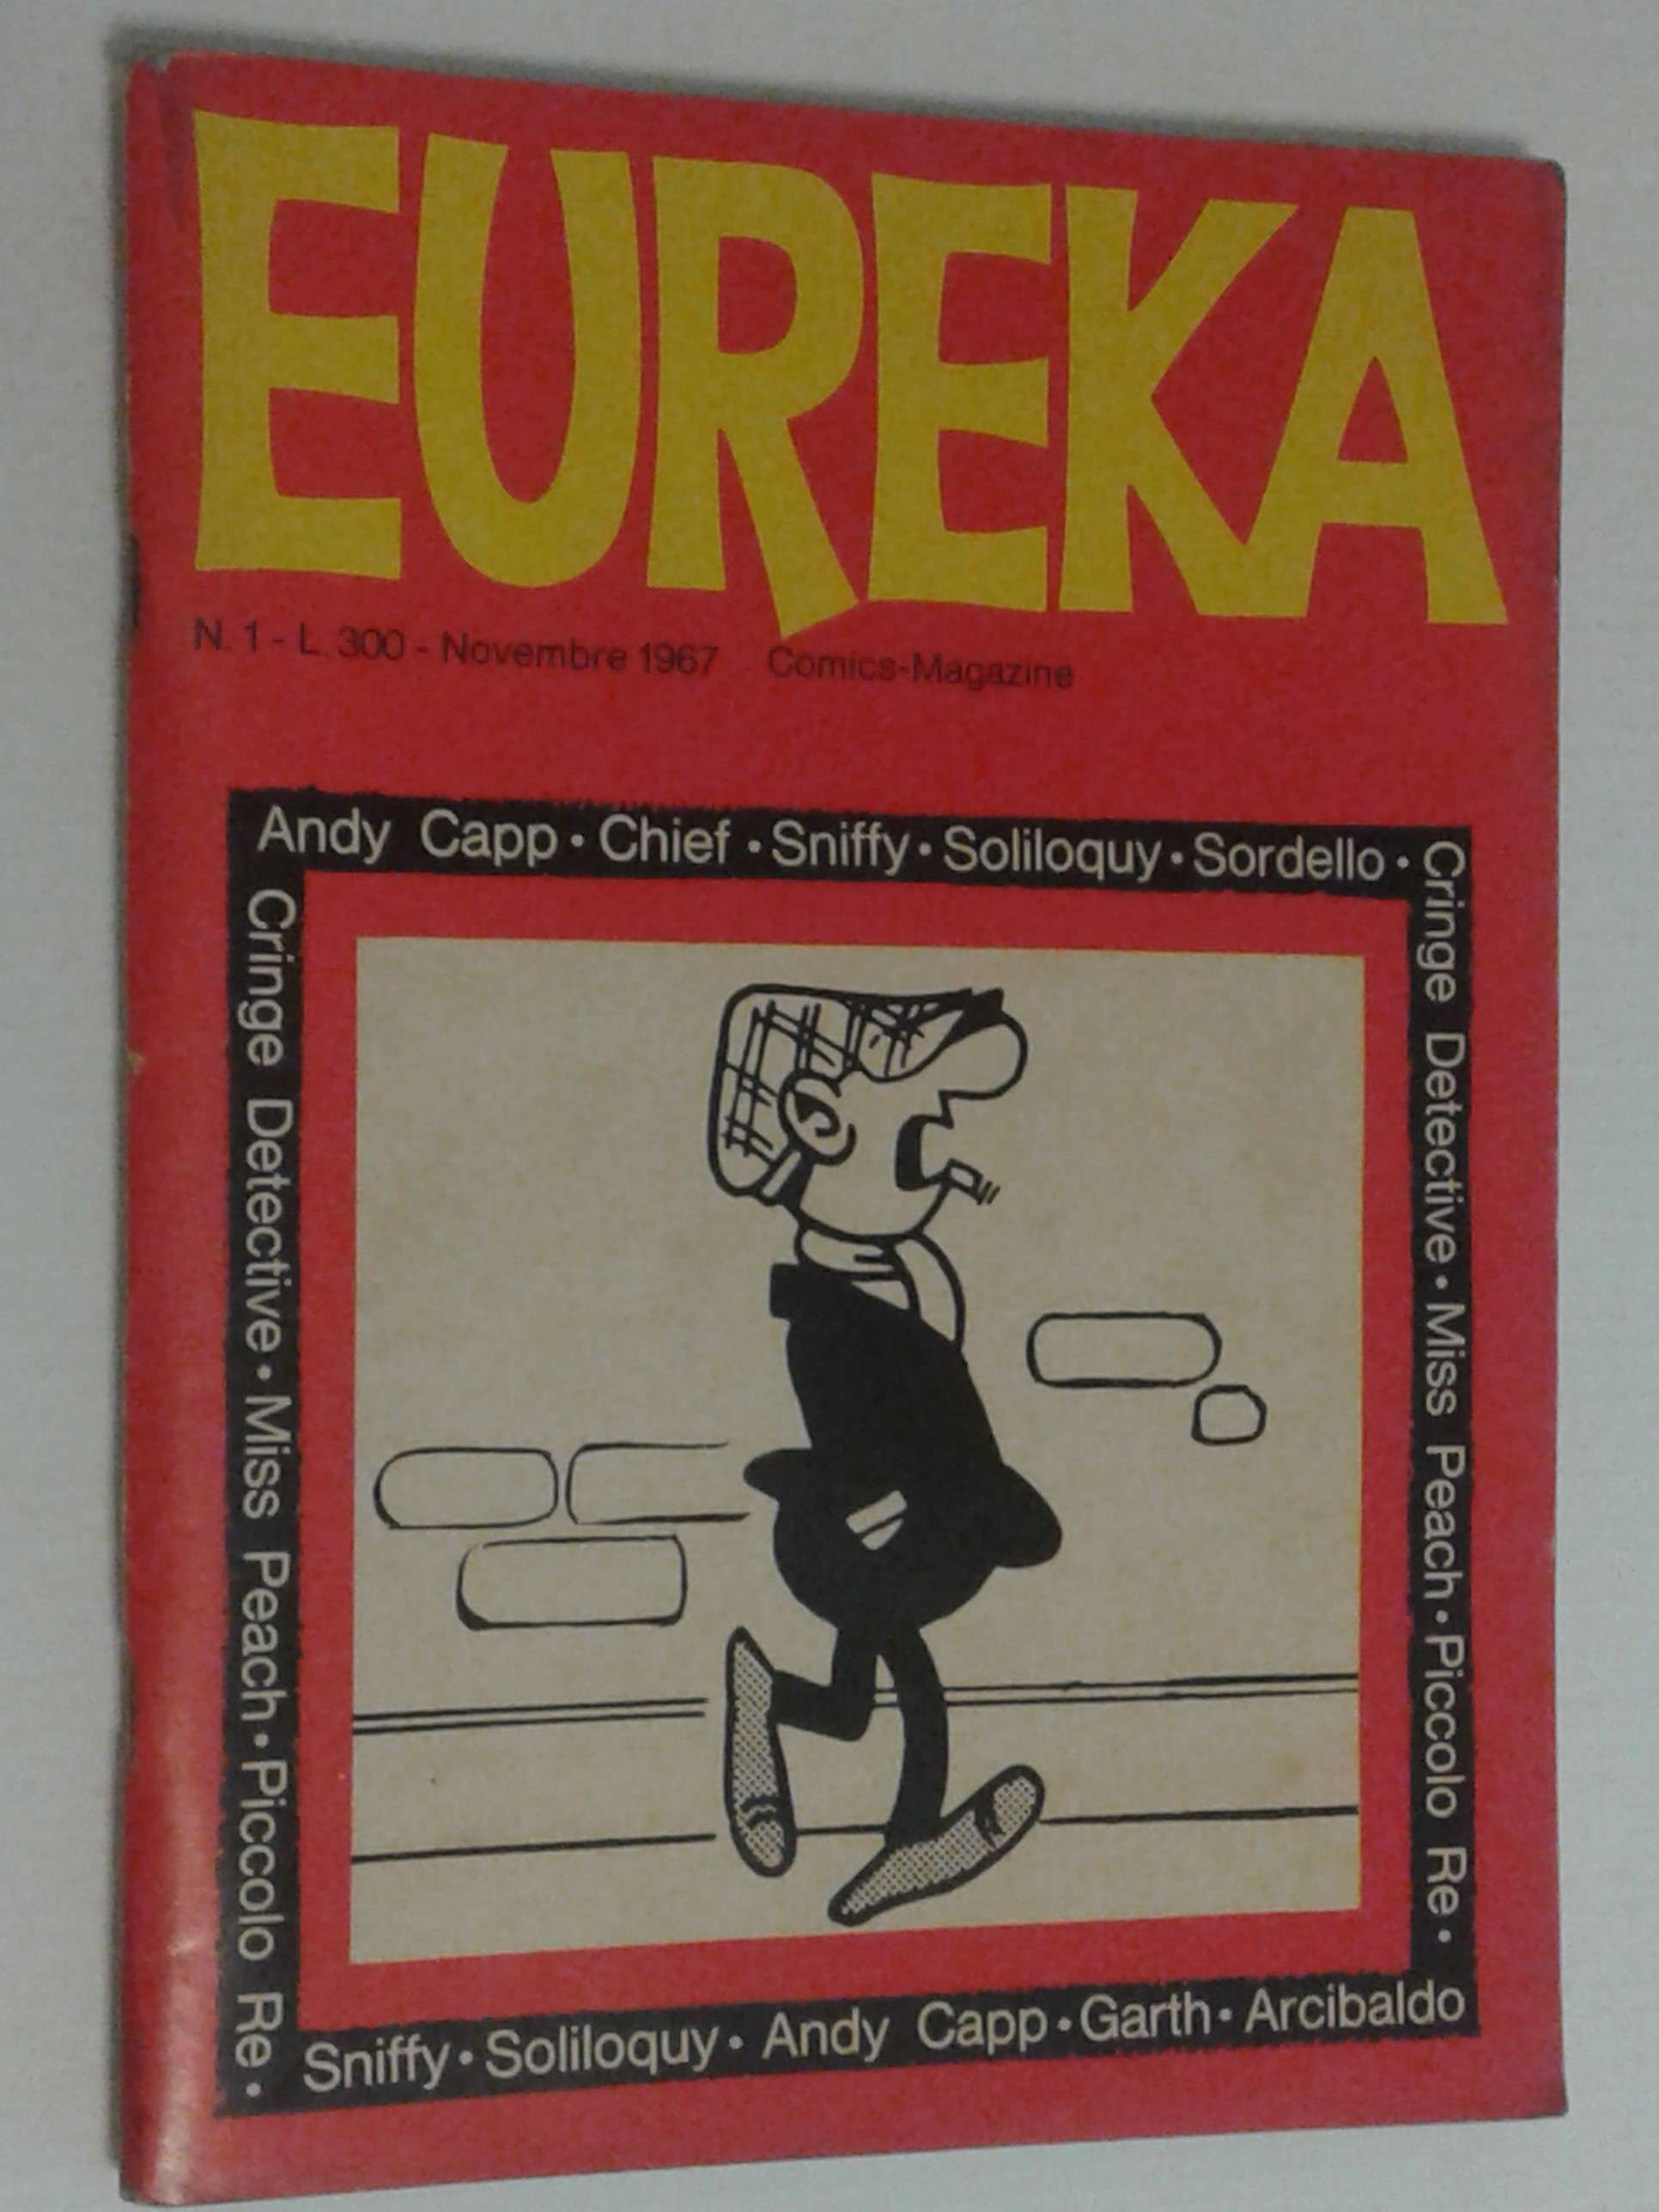 EUREKA
N. 1 - L. 300 - Novembre 1967 Comics-Magazine
Andy Capp • Chief • Sniffy • Soliloquy • Sordello •
Cringe Detective • Miss Peach • Piccolo Re •
Cringe Detective • Miss Peach • Piccolo Re •
Sniffy • Soliloquy • Andy Capp • Garth • Arcibaldo